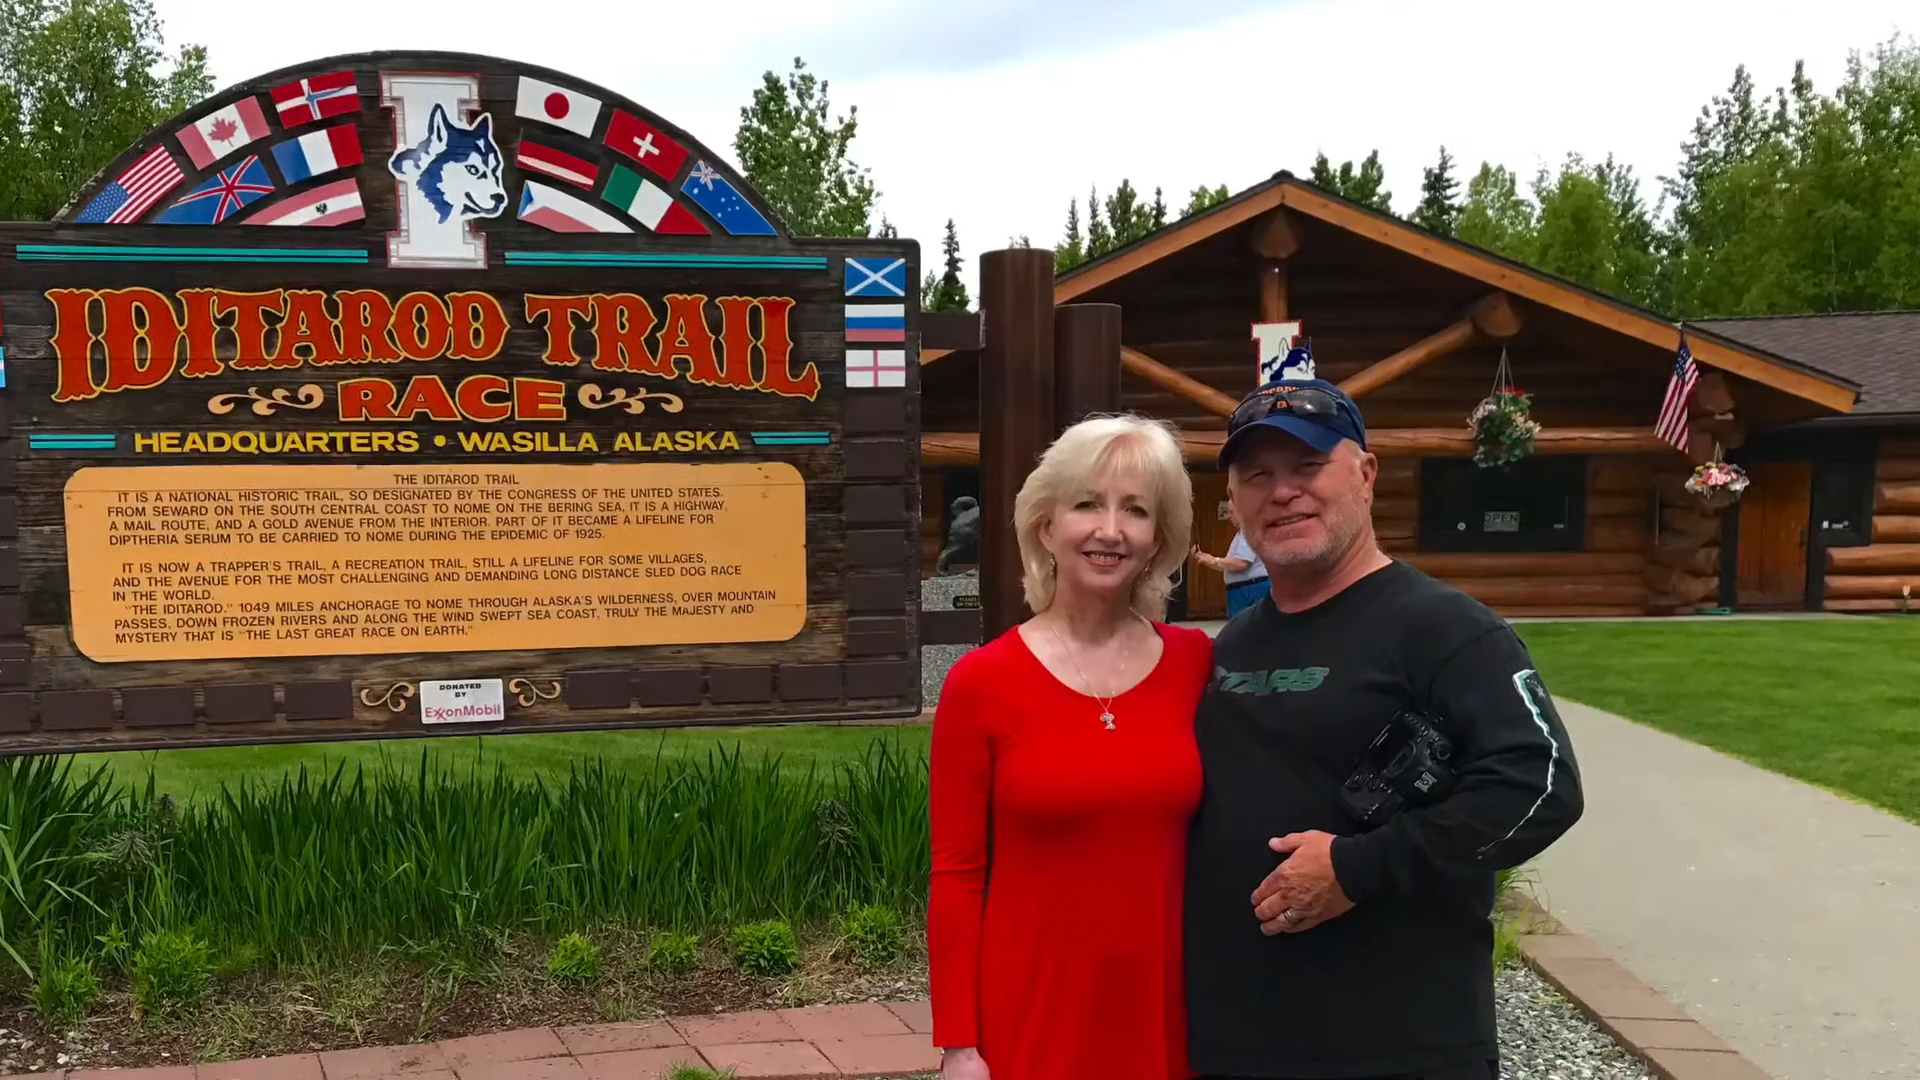 IDITAROD TRAIL
RACE
HEADQUARTERS • WASILLA ALASKA
THE IDITAROD TRAIL
IT IS A NATIONAL HISTORIC TRAIL, SO DESIGNATED BY THE CONGRESS OF THE UNITED STATES.
FROM SEWARD ON THE SOUTH CENTRAL COAST TO NOME ON THE BERING SEA, IT IS A HIGHWAY,
A MAIL ROUTE, AND A GOLD AVENUE FROM THE INTERIOR. PART OF IT BECAME A LIFELINE FOR
DIPTHERIA SERUM TO BE CARRIED TO NOME DURING THE EPIDEMIC OF 1925.
IT IS NOW A TRAPPER'S TRAIL, A RECREATION TRAIL, STILL A LIFELINE FOR SOME VILLAGES,
AND THE AVENUE FOR THE MOST CHALLENGING AND DEMANDING LONG DISTANCE SLED DOG RACE
IN THE WORLD.
"THE IDITAROD." 1049 MILES ANCHORAGE TO NOME THROUGH ALASKA'S WILDERNESS, OVER MOUNTAIN
PASSES, DOWN FROZEN RIVERS AND ALONG THE WIND SWEPT SEA COAST, TRULY THE MAJESTY AND
MYSTERY THAT IS "THE LAST GREAT RACE ON EARTH."
DONATED
BY
ExxonMobil
OPEN
TARS